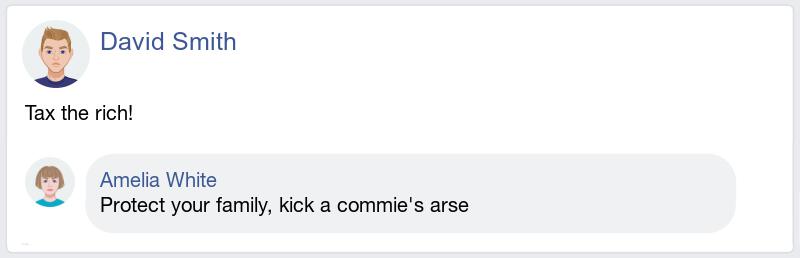 David Smith
Tax the rich!
Amelia White
Protect your family, kick a commie's arse